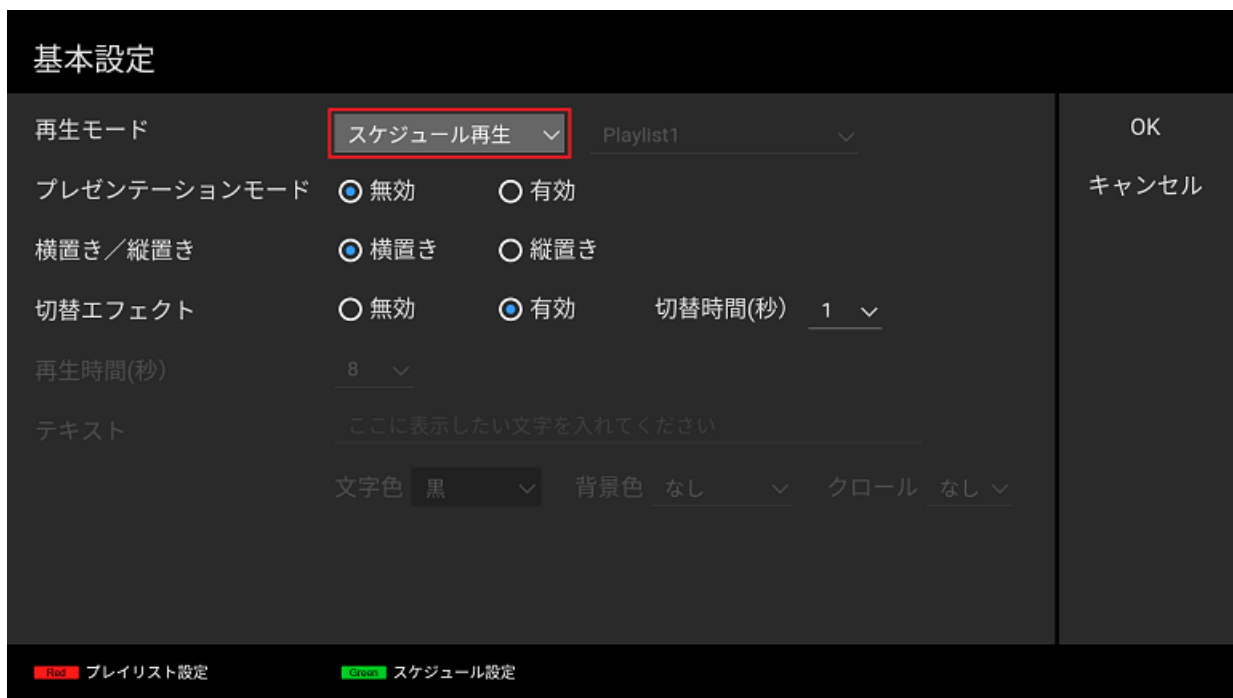 基本設定
再生モード スケジュール再生 Playlist1 OK
プレゼンテーションモード 無効 有効 キャンセル
横置き／縦置き 横置き 縦置き
切替エフェクト 無効 有効 切替時間(秒) 1
再生時間(秒) 8
テキスト ここに表示したい文字を入れてください
文字色 黒 背景色 なし クロール なし
Red プレイリスト設定 Green スケジュール設定